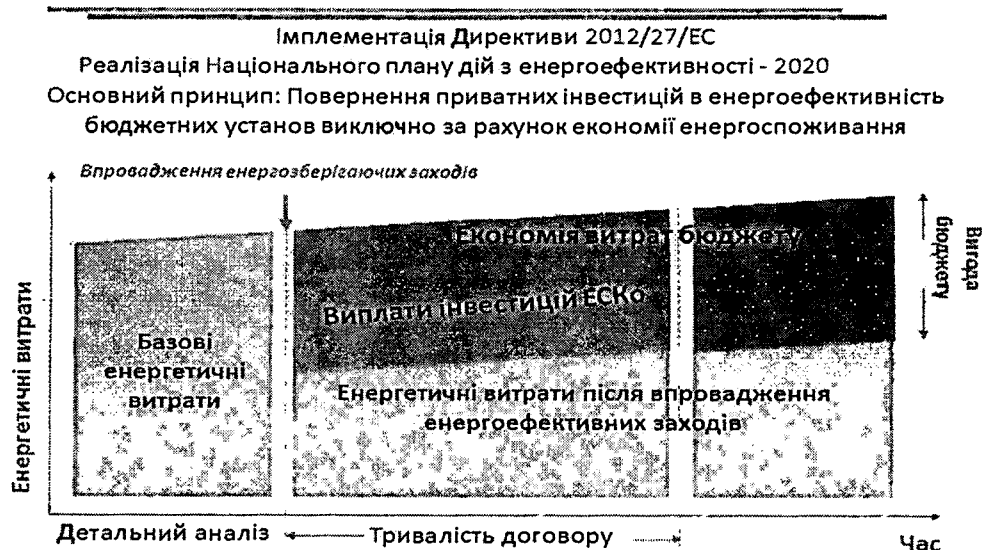 Імплементація Директиви 2012/27/ЕС
Реалізація Національного плану дій з енергоефективності - 2020
Основний принцип: Повернення приватних інвестицій в енергоефективність
бюджетних установ виключно за рахунок економії енергоспоживання
Впровадження енергозберігаючих заходів
Енергетичні витрати
Базові
енергетичні
витрати
Економія витрат бюджету
Виплати інвестицій ЕСКо
Енергетичні витрати після впровадження
енергоефективних заходів
Вигода
бюджету
Детальний аналіз
Тривалість договору
Час